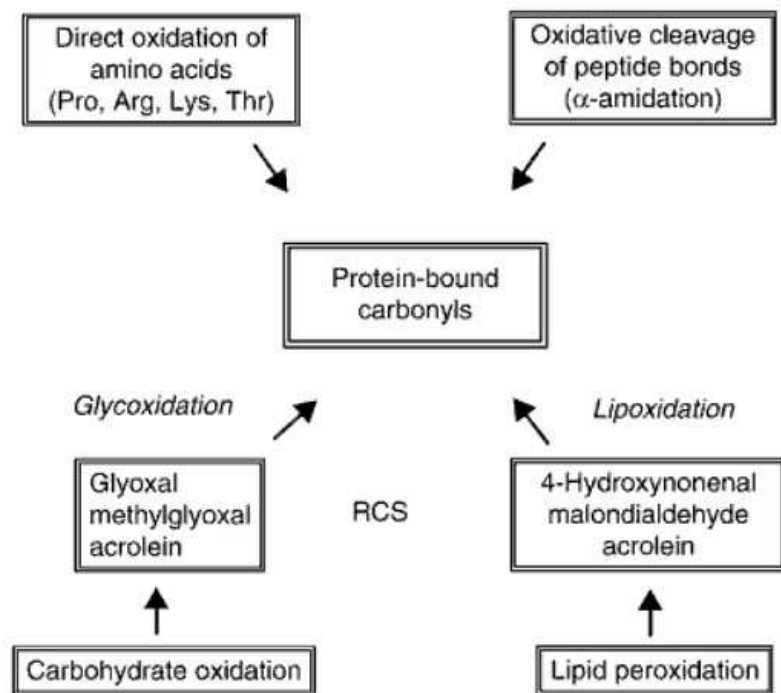 Direct oxidation of
amino acids
(Pro, Arg, Lys, Thr)
Oxidative cleavage
of peptide bonds
(α-amidation)
Protein-bound
carbonyls
Glycoxidation
Lipoxidation
Glyoxal
methylglyoxal
acrolein
RCS
4-Hydroxynonenal
malondialdehyde
acrolein
Carbohydrate oxidation
Lipid peroxidation